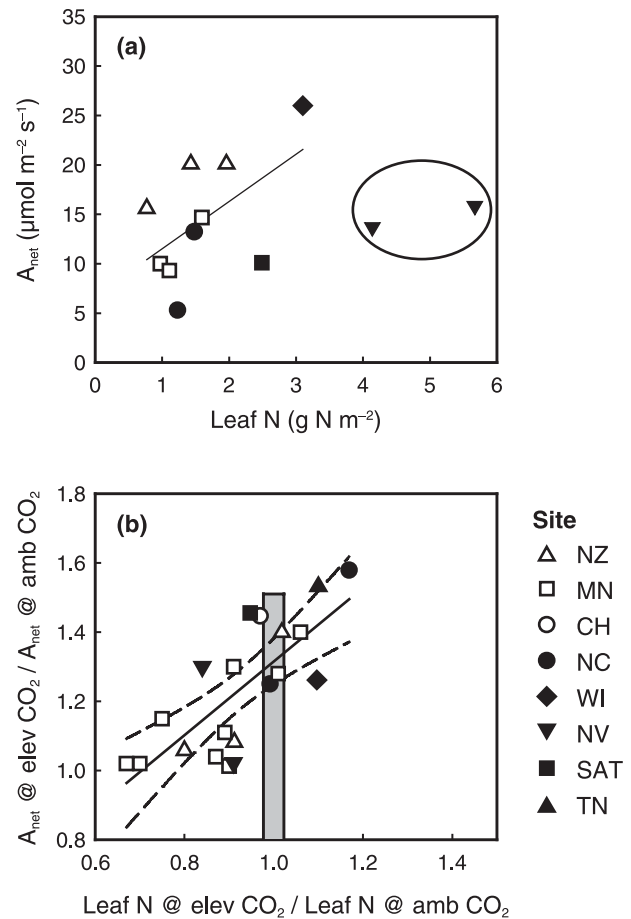 35
(a)
30
25
20
15
10
5
0
A_net (µmol m⁻² s⁻¹)
0 1 2 3 4 5 6
Leaf N (g N m⁻²)
1.8
(b)
1.6
1.4
1.2
1.0
0.8
A_net @ elev CO₂ / A_net @ amb CO₂
0.6 0.8 1.0 1.2 1.4
Leaf N @ elev CO₂ / Leaf N @ amb CO₂
Site
NZ
MN
CH
NC
WI
NV
SAT
TN